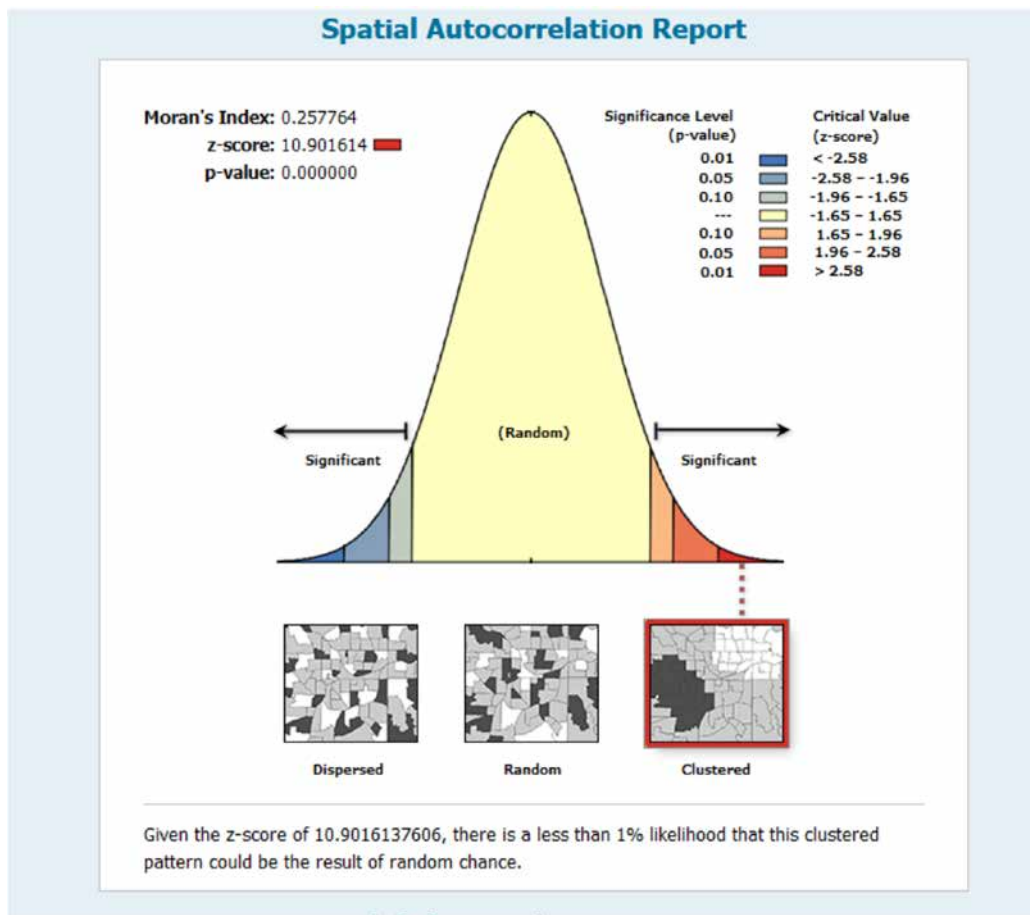 Spatial Autocorrelation Report
Moran's Index: 0.257764
z-score: 10.901614
p-value: 0.000000
Significance Level
(p-value)
Critical Value
(z-score)
0.01 < -2.58
0.05 -2.58 – -1.96
0.10 -1.96 – -1.65
--- -1.65 – 1.65
0.10 1.65 – 1.96
0.05 1.96 – 2.58
0.01 > 2.58
(Random)
Significant
Significant
Dispersed
Random
Clustered
Given the z-score of 10.9016137606, there is a less than 1% likelihood that this clustered
pattern could be the result of random chance.